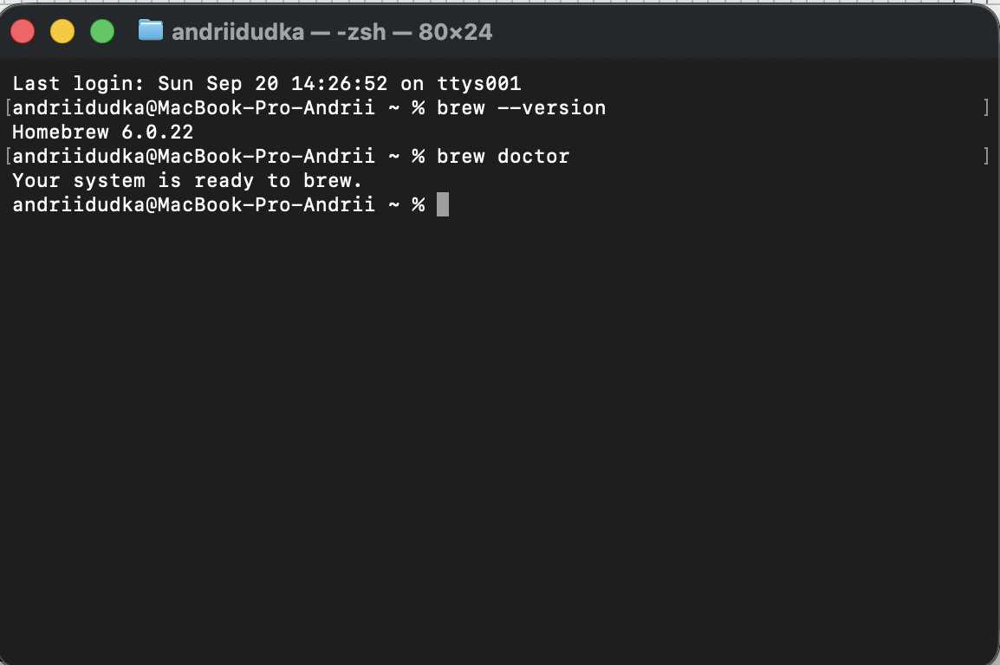 andriidudka — -zsh — 80×24
Last login: Sun Sep 20 14:26:52 on ttys001
[andriidudka@MacBook-Pro-Andrii ~ % brew --version ]
Homebrew 6.0.22
[andriidudka@MacBook-Pro-Andrii ~ % brew doctor ]
Your system is ready to brew.
andriidudka@MacBook-Pro-Andrii ~ %